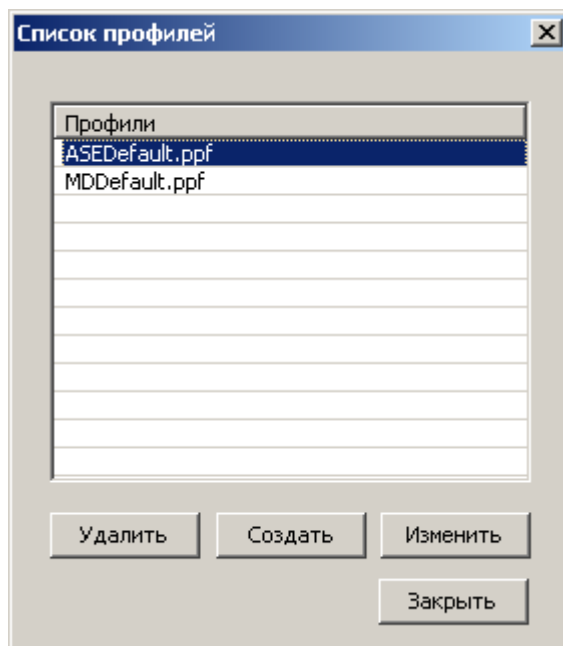 Список профилей
Профили
ASEDefault.ppf
MDDefault.ppf
Удалить Создать Изменить
Закрыть